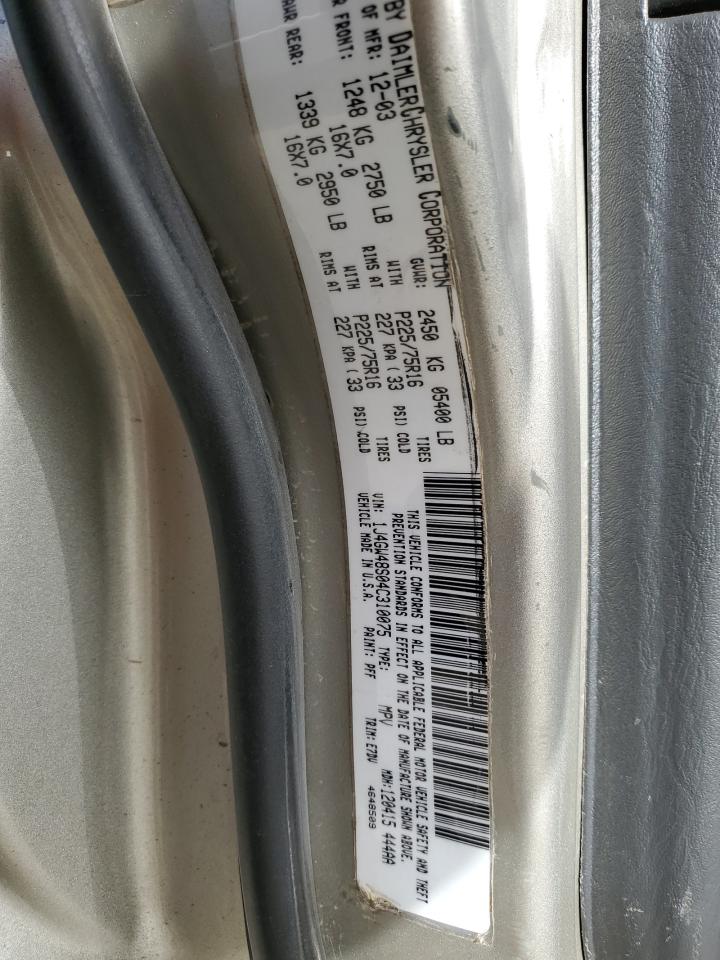 BY DAIMLERCHRYSLER CORPORATION
OF MFR: 12-03 GVWR: 2450 KG 05400 LB
FRONT: 1248 KG 2750 LB WITH P225/75R16 TIRES
16X7.0 RIMS AT 227 KPA ( 33 PSI) COLD
REAR: 1339 KG 2950 LB WITH P225/75R16 TIRES
16X7.0 RIMS AT 227 KPA ( 33 PSI) COLD
THIS VEHICLE CONFORMS TO ALL APPLICABLE FEDERAL MOTOR VEHICLE SAFETY AND THEFT
PREVENTION STANDARDS IN EFFECT ON THE DATE OF MANUFACTURE SHOWN ABOVE.
VIN: 1J4GW48S04C310075 TYPE: MPV MDH:120415 444AA
VEHICLE MADE IN U.S.A. PAINT: PFF TRIM: E7DV
4648509